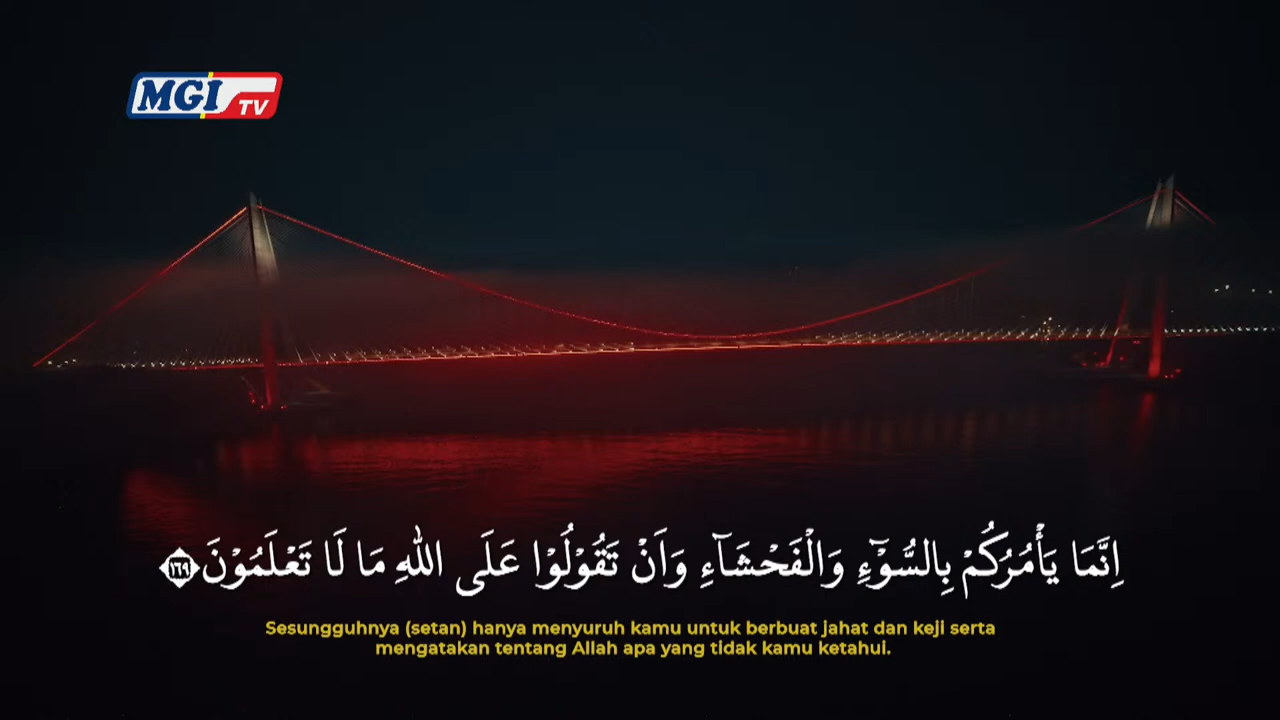 MGI TV
اِنَّمَا يَأْمُرُكُمْ بِالسُّوْۤءِ وَالْفَحْشَاۤءِ وَاَنْ تَقُوْلُوْا عَلَى اللّٰهِ مَا لَا تَعْلَمُوْنَ ١٦٩
Sesungguhnya (setan) hanya menyuruh kamu untuk berbuat jahat dan keji serta
mengatakan tentang Allah apa yang tidak kamu ketahui.